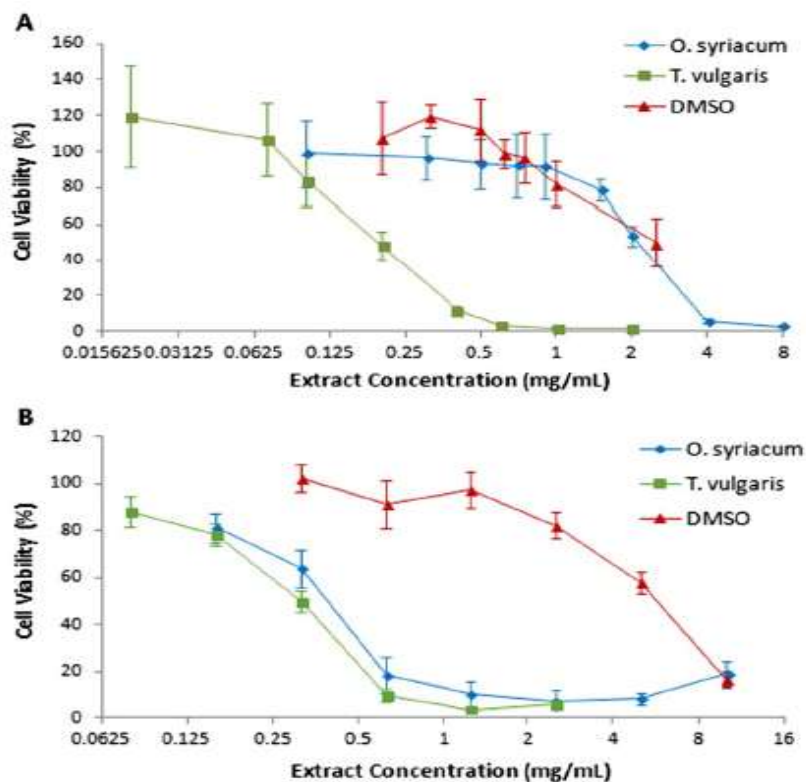 A
160
140
120
100
80
60
40
20
0
Cell Viability (%)
O. syriacum
T. vulgaris
DMSO
0.015625 0.03125 0.0625 0.125 0.25 0.5 1 2 4 8
Extract Concentration (mg/mL)
B
120
100
80
60
40
20
0
Cell Viability (%)
O. syriacum
T. vulgaris
DMSO
0.0625 0.125 0.25 0.5 1 2 4 8 16
Extract Concentration (mg/mL)